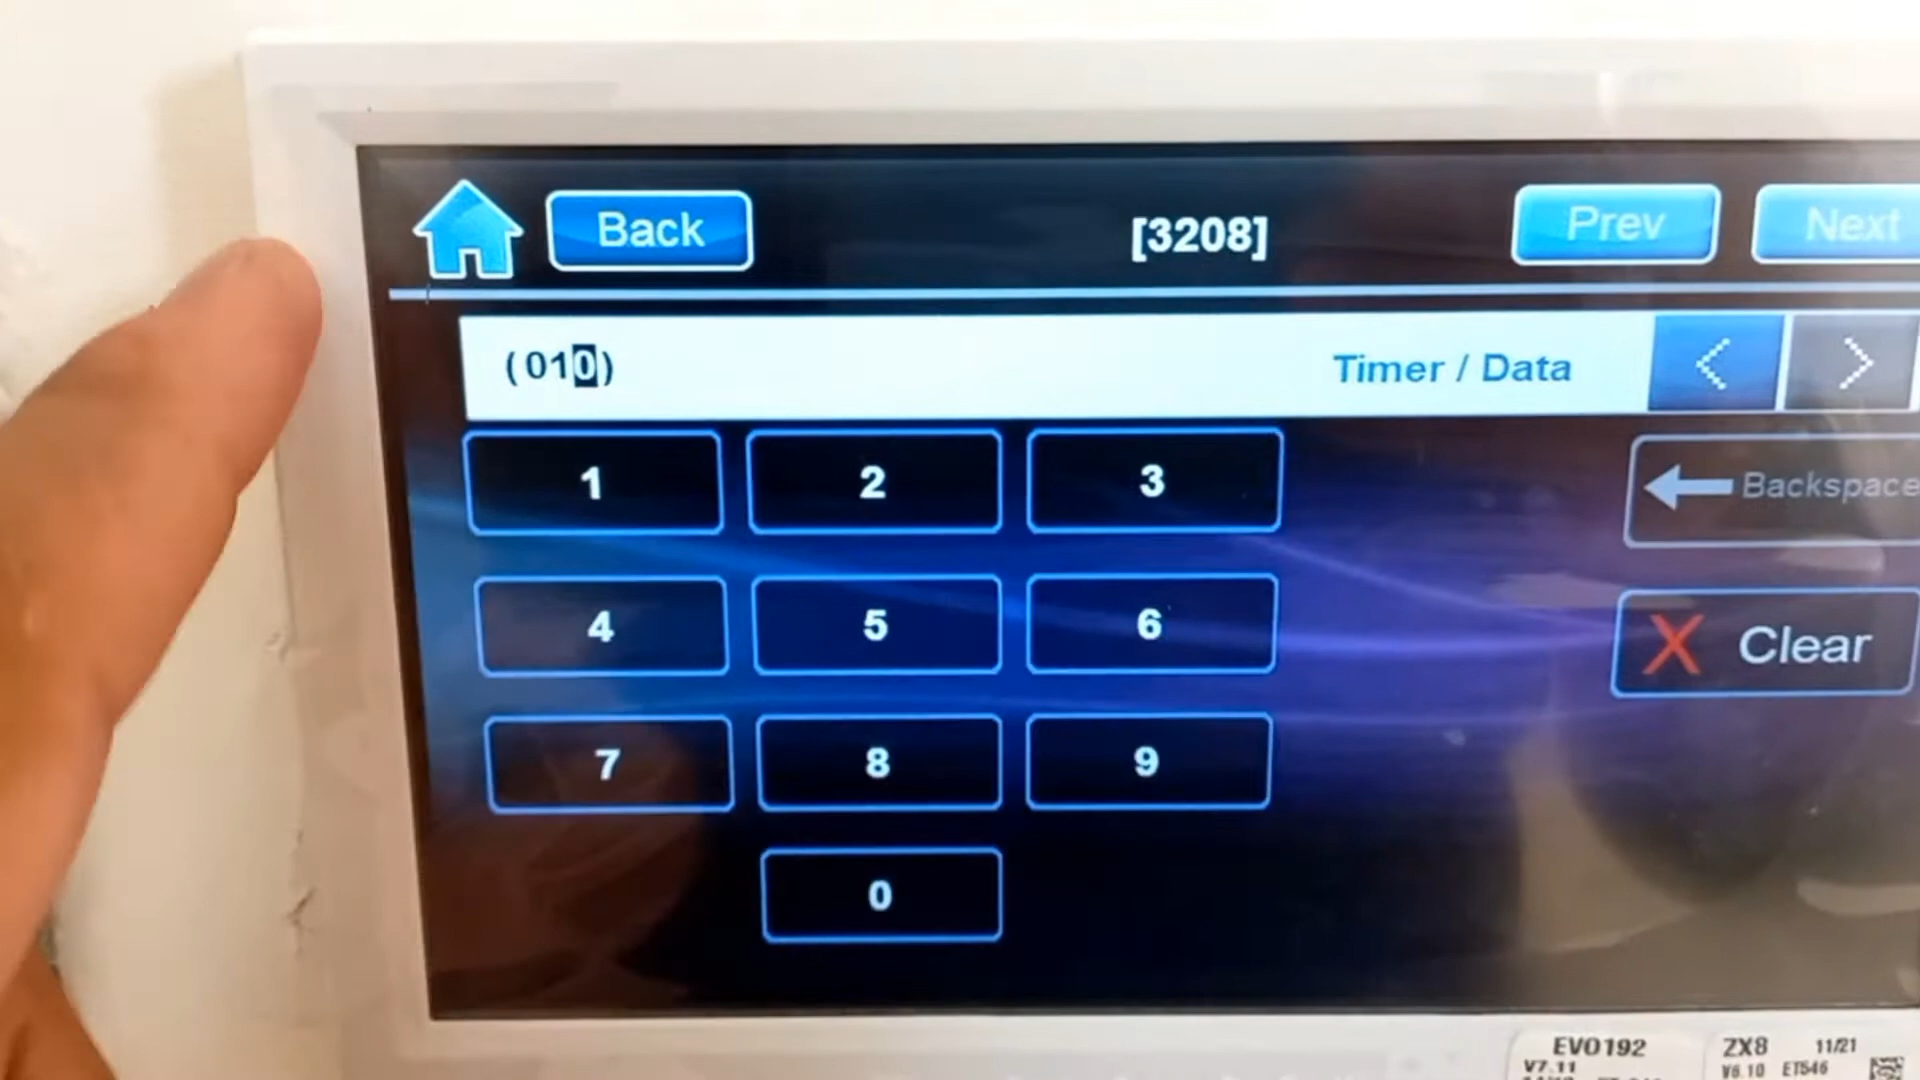 Back
[3208]
Prev
Next
(010)
Timer / Data
1
2
3
Backspace
4
5
6
X Clear
7
8
9
0
EVO192
V7.11
ZX8 11/21
V6.10 ET546